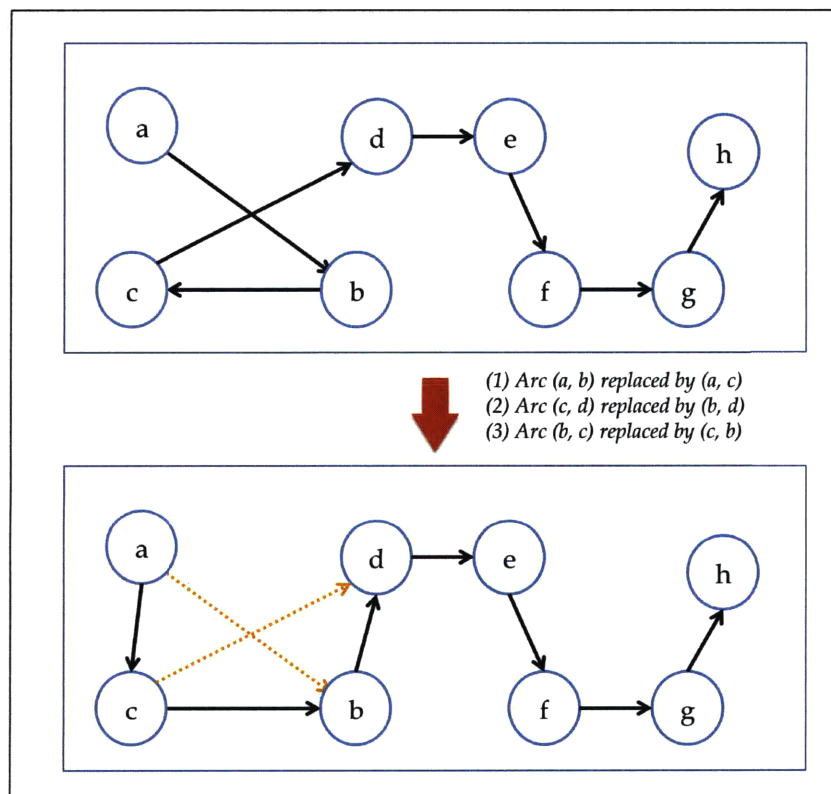 a
d
e
h
c
b
f
g
(1) Arc (a, b) replaced by (a, c)
(2) Arc (c, d) replaced by (b, d)
(3) Arc (b, c) replaced by (c, b)
a
d
e
h
c
b
f
g